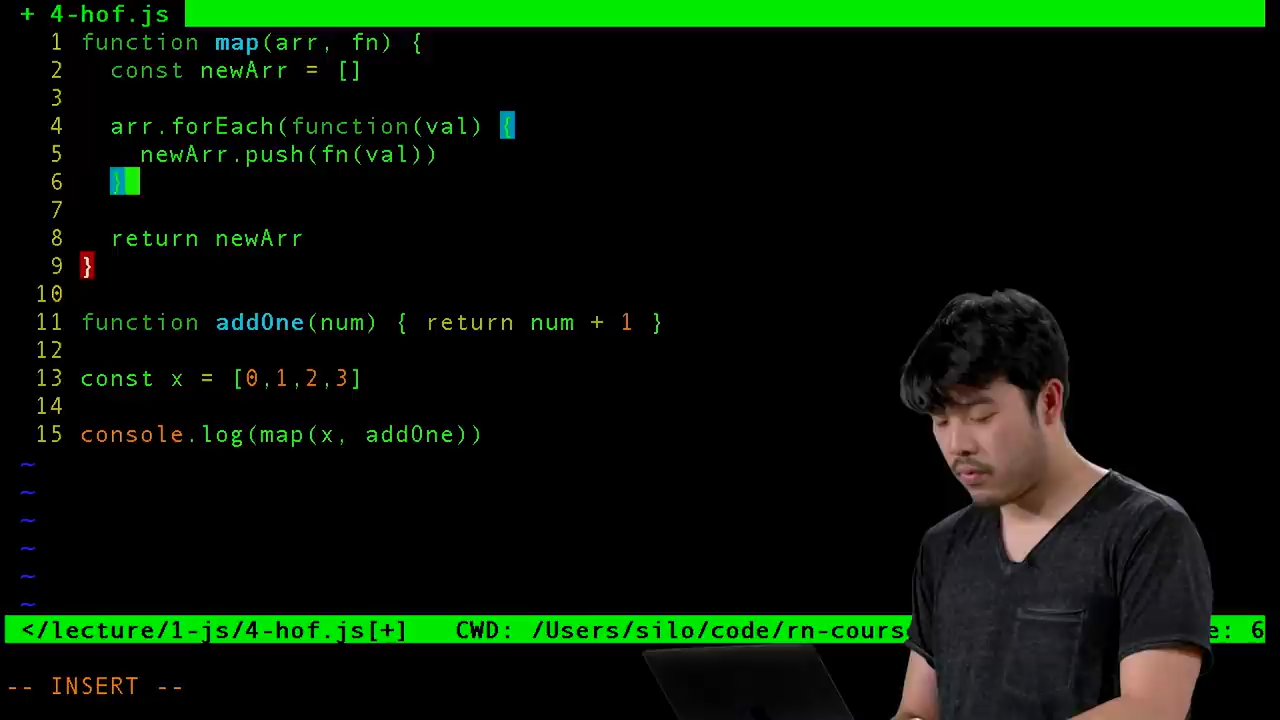 + 4-hof.js
1 function map(arr, fn) {
2   const newArr = []
3
4   arr.forEach(function(val) {
5     newArr.push(fn(val))
6   }
7
8   return newArr
9 }
10
11 function addOne(num) { return num + 1 }
12
13 const x = [0,1,2,3]
14
15 console.log(map(x, addOne))
~
~
~
~
~
~
</lecture/1-js/4-hof.js[+]   CWD: /Users/silo/code/rn-cours e: 6
-- INSERT --